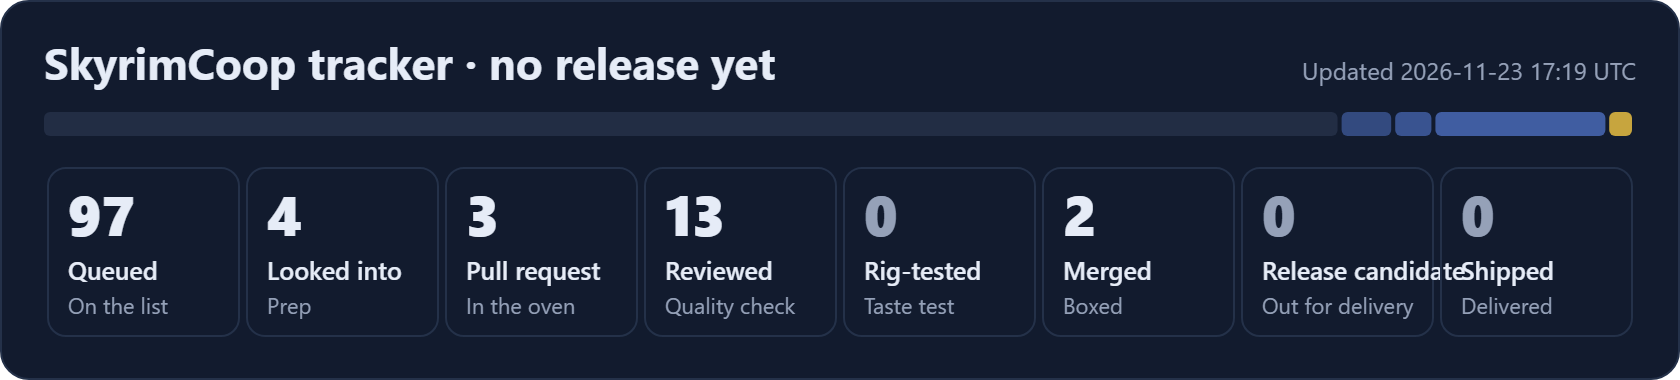 SkyrimCoop tracker · no release yet
Updated 2026-11-23 17:19 UTC
97
Queued
On the list
4
Looked into
Prep
3
Pull request
In the oven
13
Reviewed
Quality check
0
Rig-tested
Taste test
2
Merged
Boxed
0
Release candidate
Out for delivery
0
Shipped
Delivered